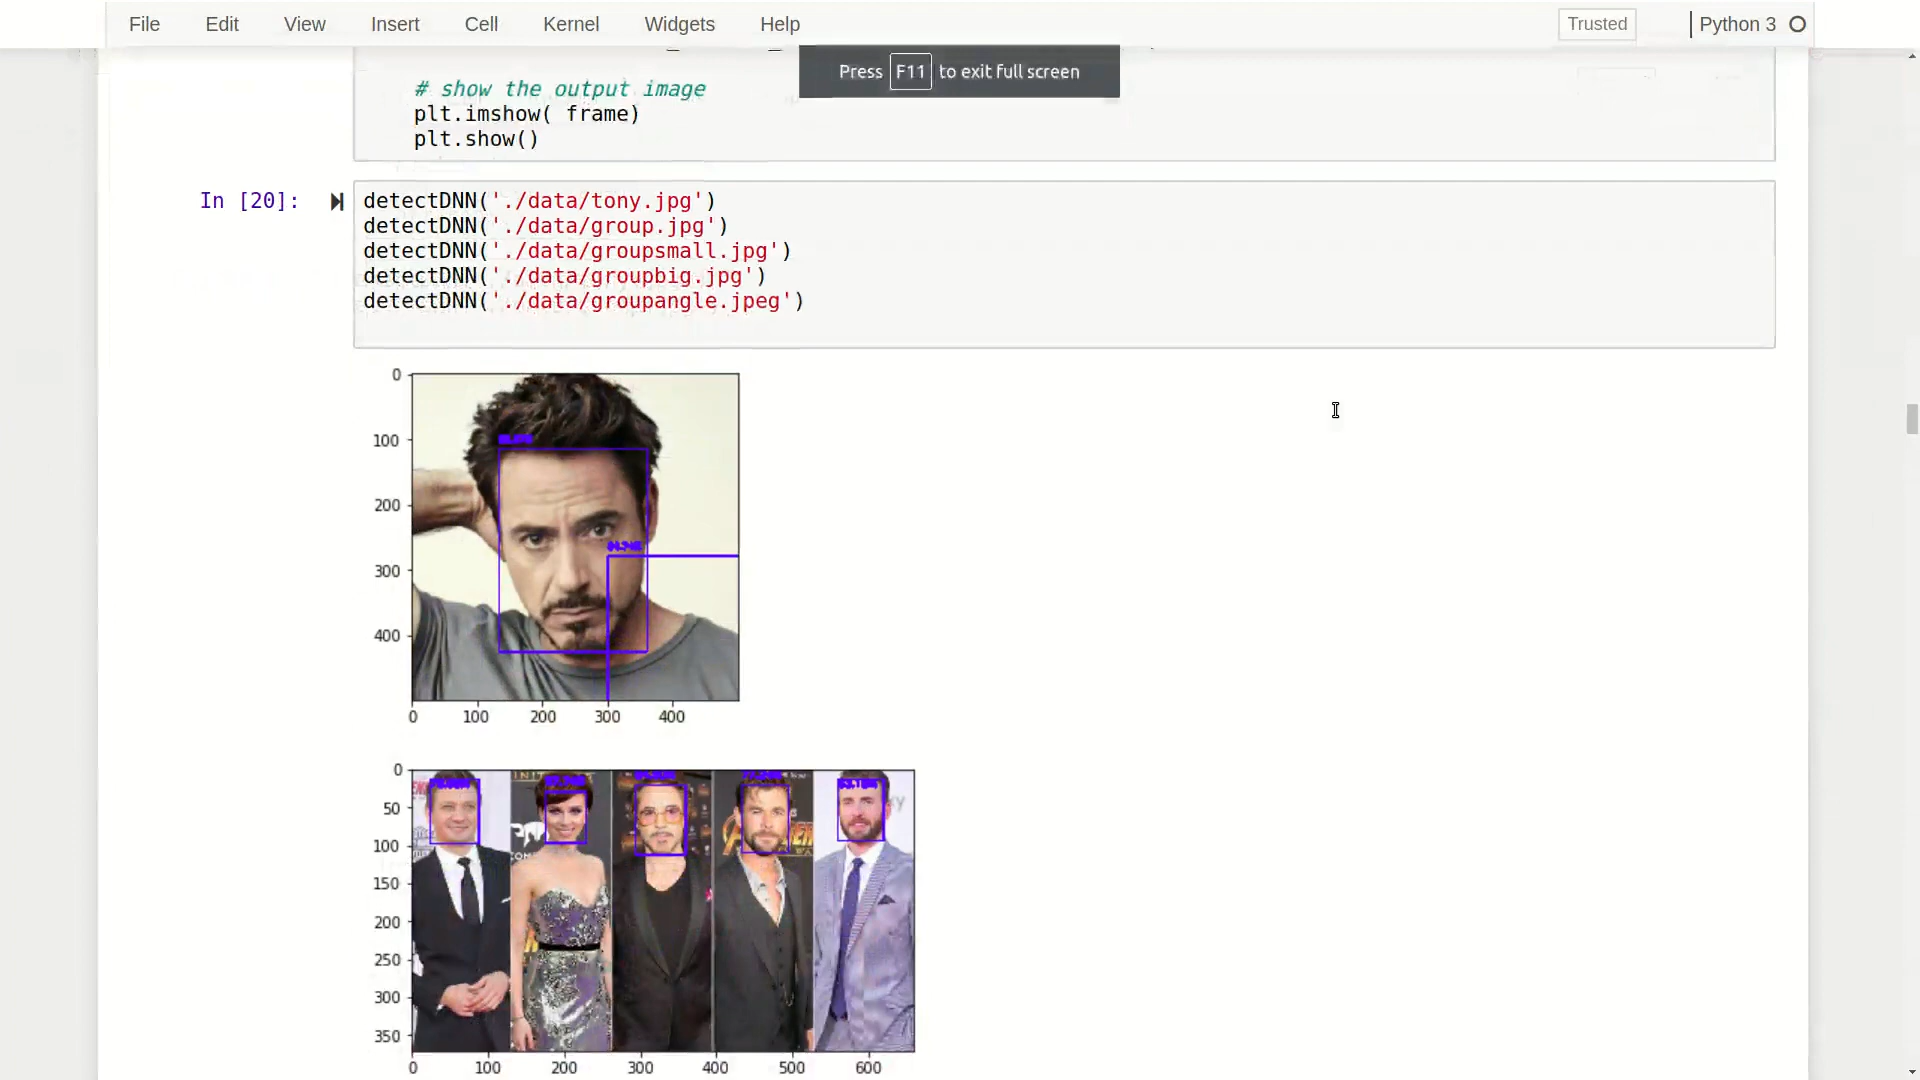 File Edit View Insert Cell Kernel Widgets Help Trusted Python 3
Press F11 to exit full screen
# show the output image
plt.imshow( frame)
plt.show()
In [20]:
detectDNN('./data/tony.jpg')
detectDNN('./data/group.jpg')
detectDNN('./data/groupsmall.jpg')
detectDNN('./data/groupbig.jpg')
detectDNN('./data/groupangle.jpeg')
0
100
200
300
400
0 100 200 300 400
0
50
100
150
200
250
300
350
0 100 200 300 400 500 600